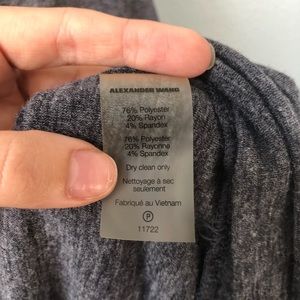 ALEXANDER WANG
76% Polyester
20% Rayon
4% Spandex
76% Polyester
20% Rayonne
4% Spandex
Dry clean only
Nettoyage à sec
seulement
Fabriqué au Vietnam
P
11722